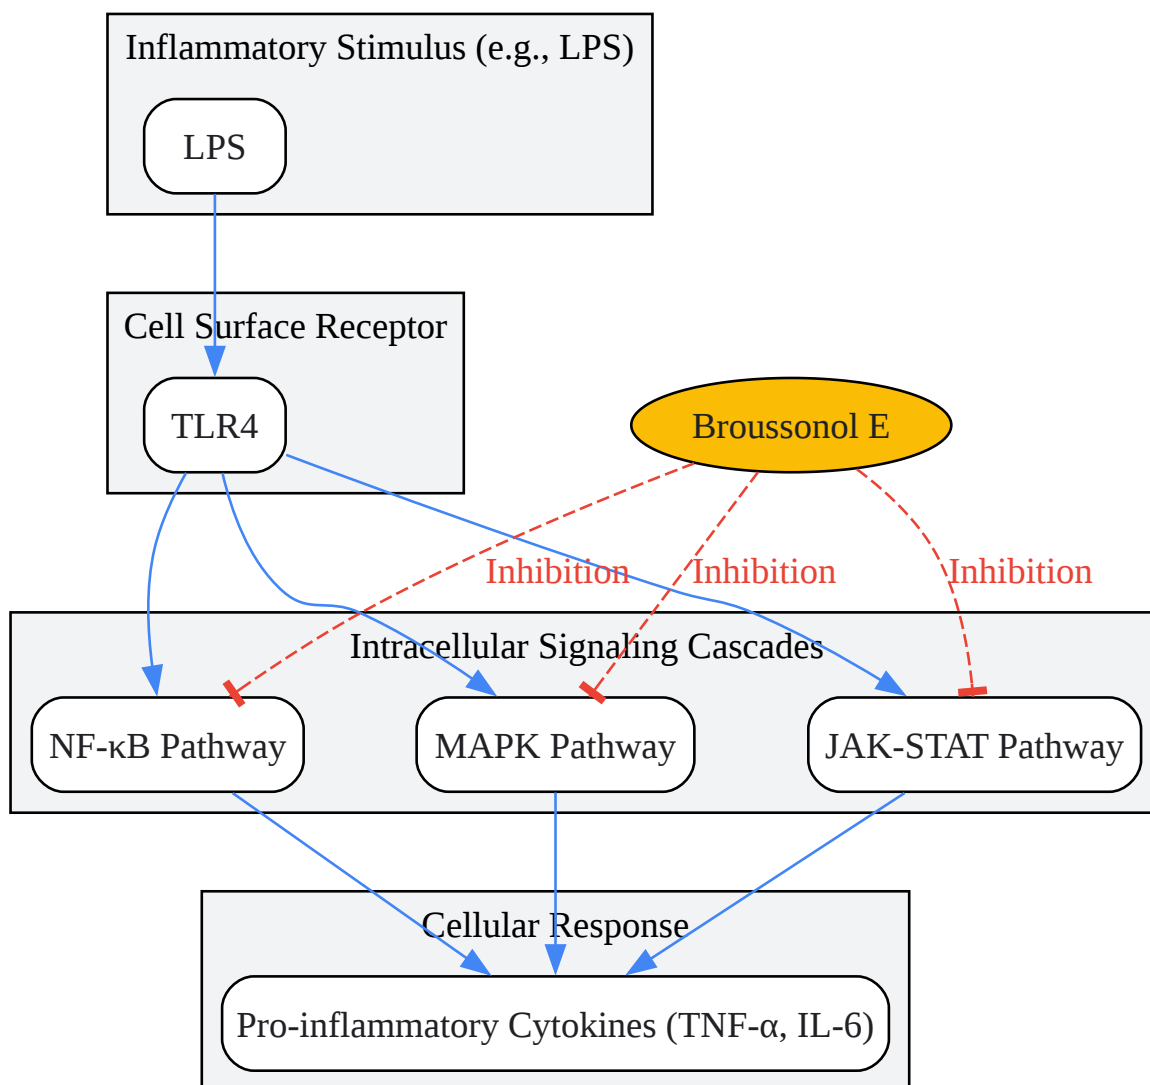 Inflammatory Stimulus (e.g., LPS)
LPS
Cell Surface Receptor
TLR4
Broussonol E
Inhibition
Inhibition
Inhibition
Intracellular Signaling Cascades
NF-κB Pathway
MAPK Pathway
JAK-STAT Pathway
Cellular Response
Pro-inflammatory Cytokines (TNF-α, IL-6)